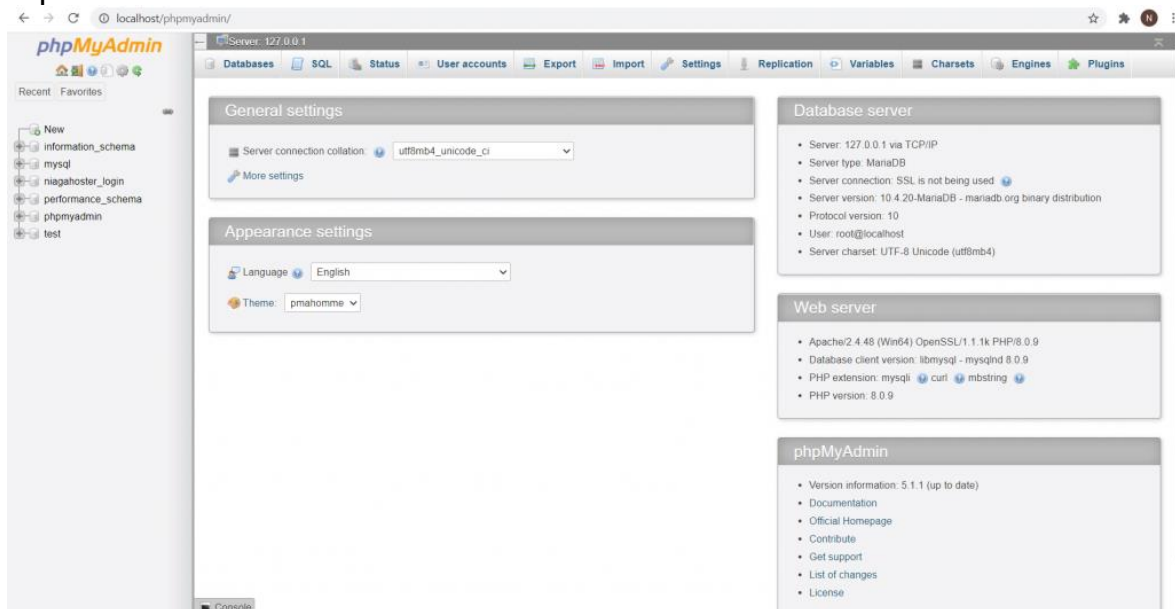 localhost/phpmyadmin/
N
phpMyAdmin
Recent Favorites
New
information_schema
mysql
niagahoster_login
performance_schema
phpmyadmin
test
Server: 127.0.0.1
Databases SQL Status User accounts Export Import Settings Replication Variables Charsets Engines Plugins
General settings
Server connection collation: utf8mb4_unicode_ci
More settings
Appearance settings
Language English
Theme: pmahomme
Database server
Server: 127.0.0.1 via TCP/IP
Server type: MariaDB
Server connection: SSL is not being used
Server version: 10.4.20-MariaDB - mariadb.org binary distribution
Protocol version: 10
User: root@localhost
Server charset: UTF-8 Unicode (utf8mb4)
Web server
Apache/2.4.48 (Win64) OpenSSL/1.1.1k PHP/8.0.9
Database client version: libmysql - mysqlnd 8.0.9
PHP extension: mysqli curl mbstring
PHP version: 8.0.9
phpMyAdmin
Version information: 5.1.1 (up to date)
Documentation
Official Homepage
Contribute
Get support
List of changes
License
Console